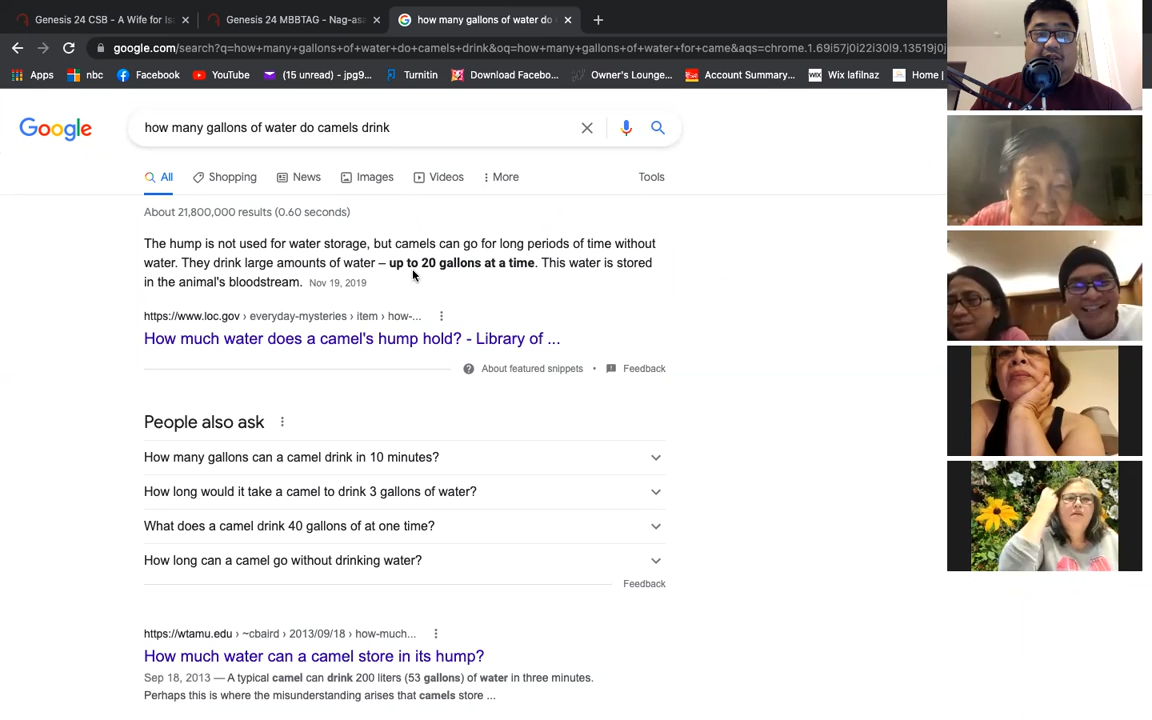 Genesis 24 CSB - A Wife for Isa
Genesis 24 MBBTAG - Nag-asa
how many gallons of water do
google.com/search?q=how+many+gallons+of+water+do+camels+drink&oq=how+many+gallons+of+water+for+came&aqs=chrome.1.69i57j0i22i30l9.13519j0j
Apps
nbc
Facebook
YouTube
(15 unread) - jpg9...
Turnitin
Download Facebo...
Owner's Lounge...
Account Summary...
WIX Wix lafilnaz
Home |
Google
how many gallons of water do camels drink
All
Shopping
News
Images
Videos
More
Tools
About 21,800,000 results (0.60 seconds)
The hump is not used for water storage, but camels can go for long periods of time without
water. They drink large amounts of water – up to 20 gallons at a time. This water is stored
in the animal's bloodstream. Nov 19, 2019
https://www.loc.gov › everyday-mysteries › item › how-...
How much water does a camel's hump hold? - Library of ...
About featured snippets • Feedback
People also ask
How many gallons can a camel drink in 10 minutes?
How long would it take a camel to drink 3 gallons of water?
What does a camel drink 40 gallons of at one time?
How long can a camel go without drinking water?
Feedback
https://wtamu.edu › ~cbaird › 2013/09/18 › how-much...
How much water can a camel store in its hump?
Sep 18, 2013 — A typical camel can drink 200 liters (53 gallons) of water in three minutes.
Perhaps this is where the misunderstanding arises that camels store ...